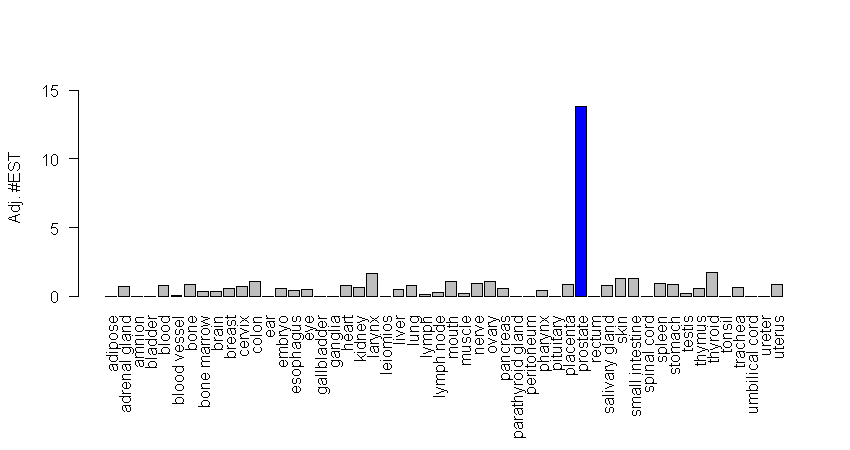 15
10
5
0
Adj. #EST
adipose
adrenal gland
amnion
bladder
blood
blood vessel
bone
bone marrow
brain
breast
cervix
colon
ear
embryo
esophagus
eye
gallbladder
ganglia
heart
kidney
larynx
leiomios
liver
lung
lymph
lymph node
mouth
muscle
nerve
ovary
pancreas
parathyroid gland
peritoneum
pharynx
pituitary
placenta
prostate
rectum
salivary gland
skin
small intestine
spinal cord
spleen
stomach
testis
thymus
thyroid
tonsil
trachea
umbilical cord
ureter
uterus